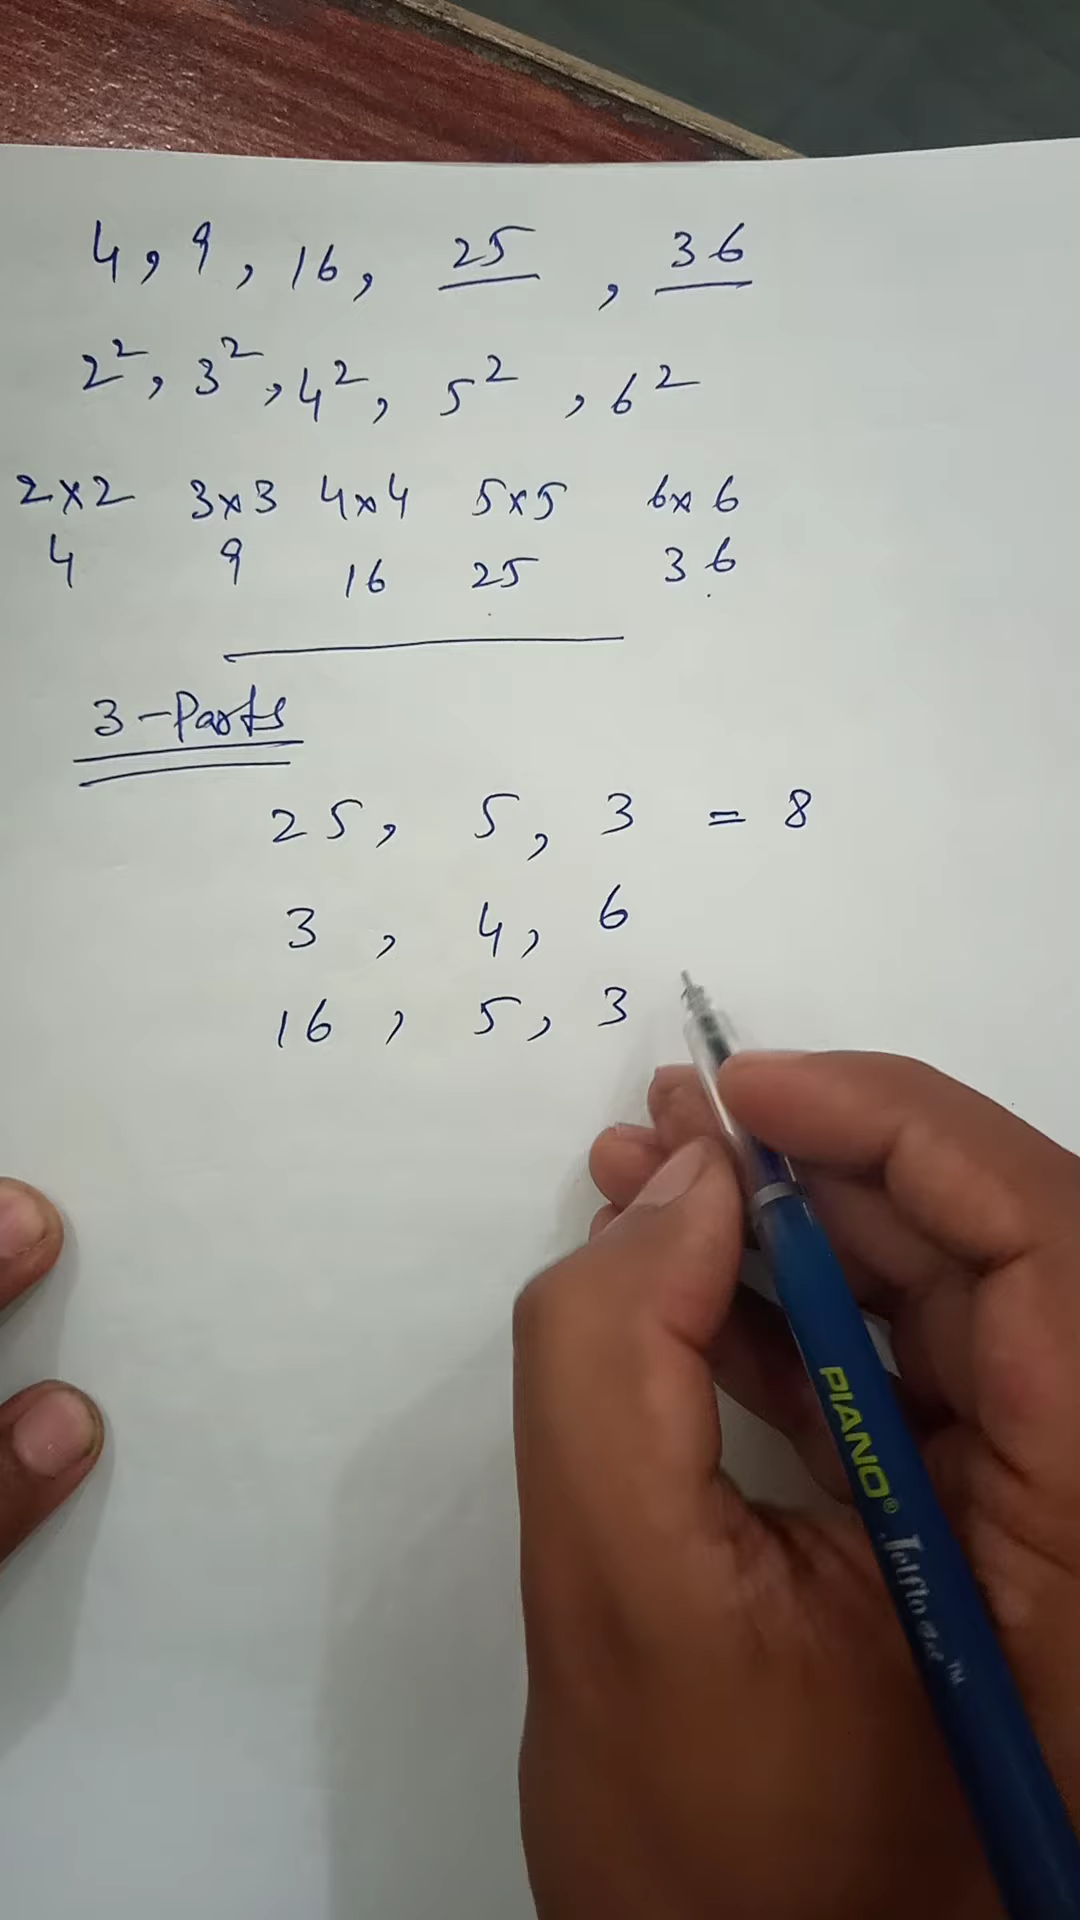 4, 9, 16, 25, 36
2², 3², 4², 5², 6²
2×2 3×3 4×4 5×5 6×6
4 9 16 25 36
3-Parts
25, 5, 3 = 8
3, 4, 6
16, 5, 3
PIANO® Jelflo